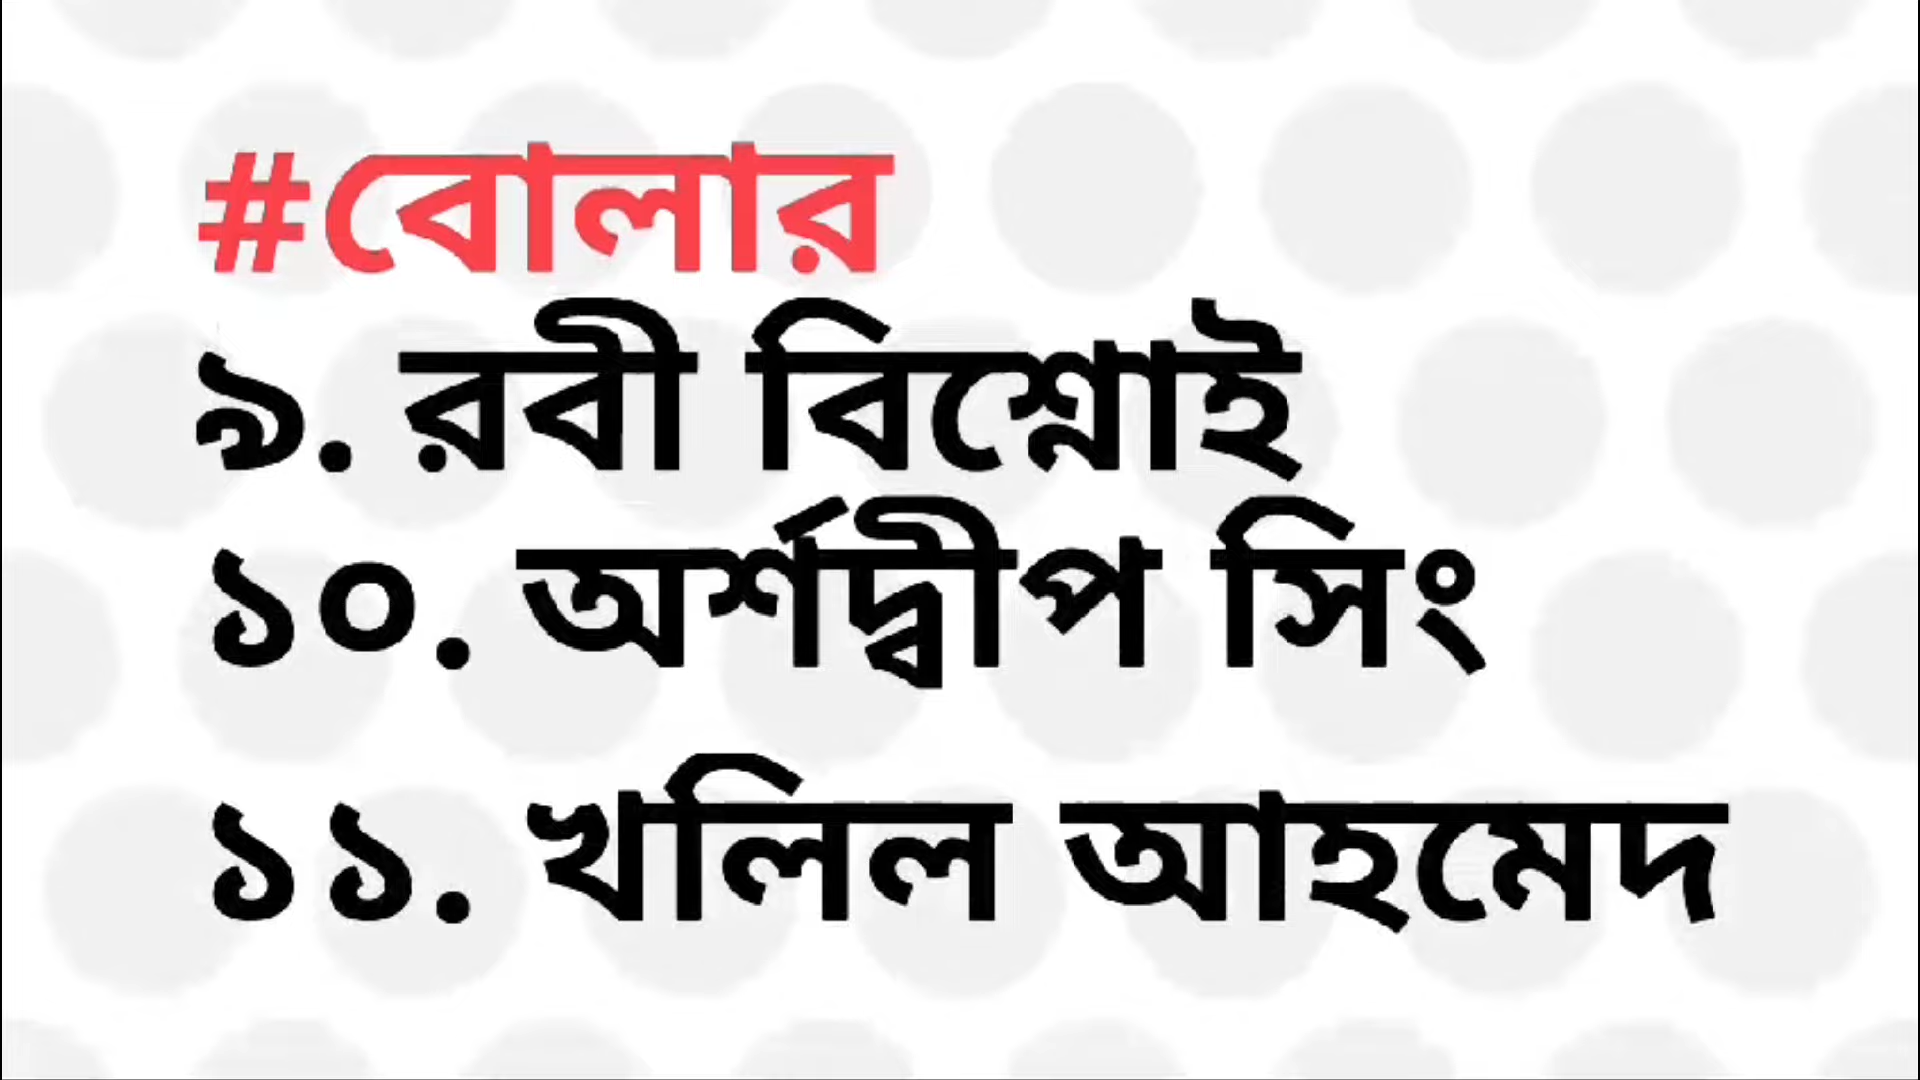 #বোলার
৯. রবী বিশ্নোই
১০. অর্শদ্বীপ সিং
১১. খলিল আহমেদ